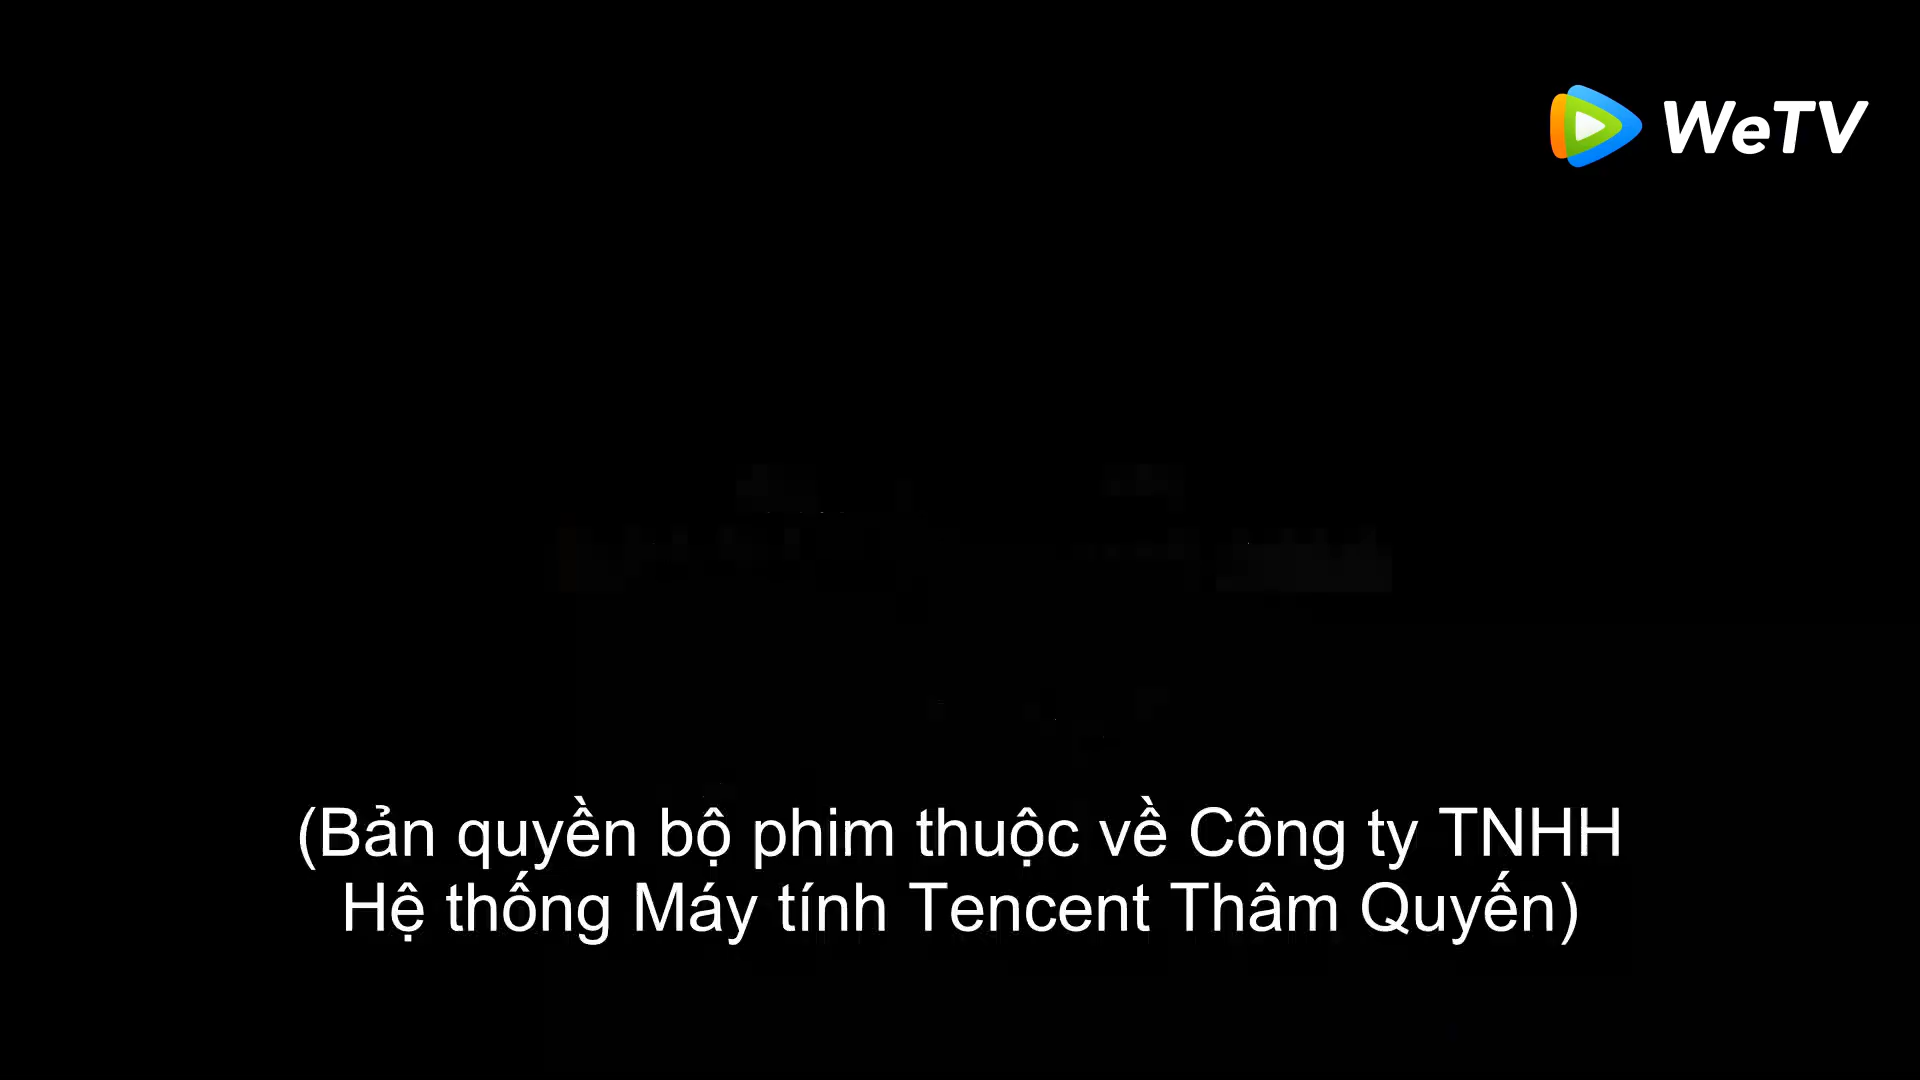 WeTV
(Bản quyền bộ phim thuộc về Công ty TNHH
Hệ thống Máy tính Tencent Thâm Quyến)